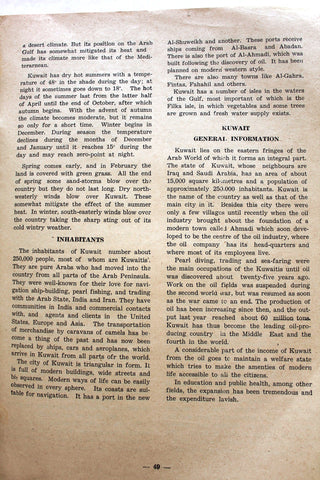 a desert climate. But its position on the Arab
Gulf has somewhat mitigated its heat and
made its climate more like that of the Medi-
terarnean.
Kuwait has dry hot summers with a tem-
perature of 48° in the shade during the day; at
night it sometimes goes down to 18°. The hot
days of the summer last from the latter half
of April until the end of October, after which
autumn begins. With the advent of autumn
the climate becomes moderate, but it remains
so only for a short time. Winter begins in
December. During season the temperature
declines during the months of December
and January until it reaches 15° during the
day and may reach zero-point at night.
Spring comes early, and in February the
land is covered with green grass. All the end
of spring sand-storms blow over the
country but they do not last long. Dry north-
westerly winds blow over Kuwait. These
somewhat mitigate the effect of the summer
heat. In winter, south-easterly winds blow over
the country taking the sharp sting out of its
cold wintry weather.
INHABITANTS
The inhabitants of Kuwait number about
250,000 people, most of whom are Kuwaitis.
They are pure Arabs who had moved into the
country from all parts of the Arab Peninsula.
They were well-known for their love for navi-
gation ship-building, pearl fishing, and trading
with the Arab State, India and Iran. They have
communities in India and commercial contacts
with, and agents and clients in the United
States, Europe and Asia. The transportation
of merchandise by caravans of camels has be-
come a thing of the past and has now been
replaced by ships, cars and aeroplanes, which
arrive in Kuwait from all parts of the world.
The city of Kuwait is triangular in form. It
is full of modern buildings, wide streets and
squares. Modern ways of life can be easily
observed in every sphere. Its coasts are sui-
table for navigation. It has a port in the new
Al-Shuwekh and another. These ports receive
ships coming from Al-Basra and Abadan.
There is also the port of Al-Ahmadi, which was
built following the discovery of oil. It has been
planned on modern western style.
There are also many towns like Al-Gahra,
Fintas, Fahahil and others.
Kuwait has a number of isles in the waters
of the Gulf, most important of which is the
Filka isle, in which vegetables and some trees
are grown and fresh water supply exists.
KUWAIT
GENERAL INFORMATION
Kuwait lies on the eastern fringes of the
Arab World of which it forms an integral part.
The state of Kuwait, whose neighbours are
Iraq and Saudi Arabia, has an area of about
15,000 square kilometres and a population of
approximately 250.000 inhabitants. Kuwait is
the name of the country as well as that of the
main city in it. Besides this city there were
only a few villages until recently when the oil
industry brought about the foundation of a
modern town called Ahmadi which soon deve-
loped to be the centre of the oil industry, where
the oil company has its head-quarters and
where most of its employees live.
Pearl diving, trading and sea-faring were
the main occupations of the Kuwaitis until oil
was discovered about twenty-five years ago.
Work on the oil fields was suspended during
the second world war, but was resumed as soon
as the war came to an end. The production of
oil has been increasing since then, and the out-
put last year reached about 60 million tons.
Kuwait has thus become the leading oil-pro-
ducing country in the Middle East and the
fourth in the world.
A considerable part of the income of Kuwait
from the oil goes to maintain a welfare state
which tries to make the amenities of modern
life accessible to all its citizens.
In education and public health, among other
fields, the expansion has been tremendous and
the expenditure lavish.
— 49 —